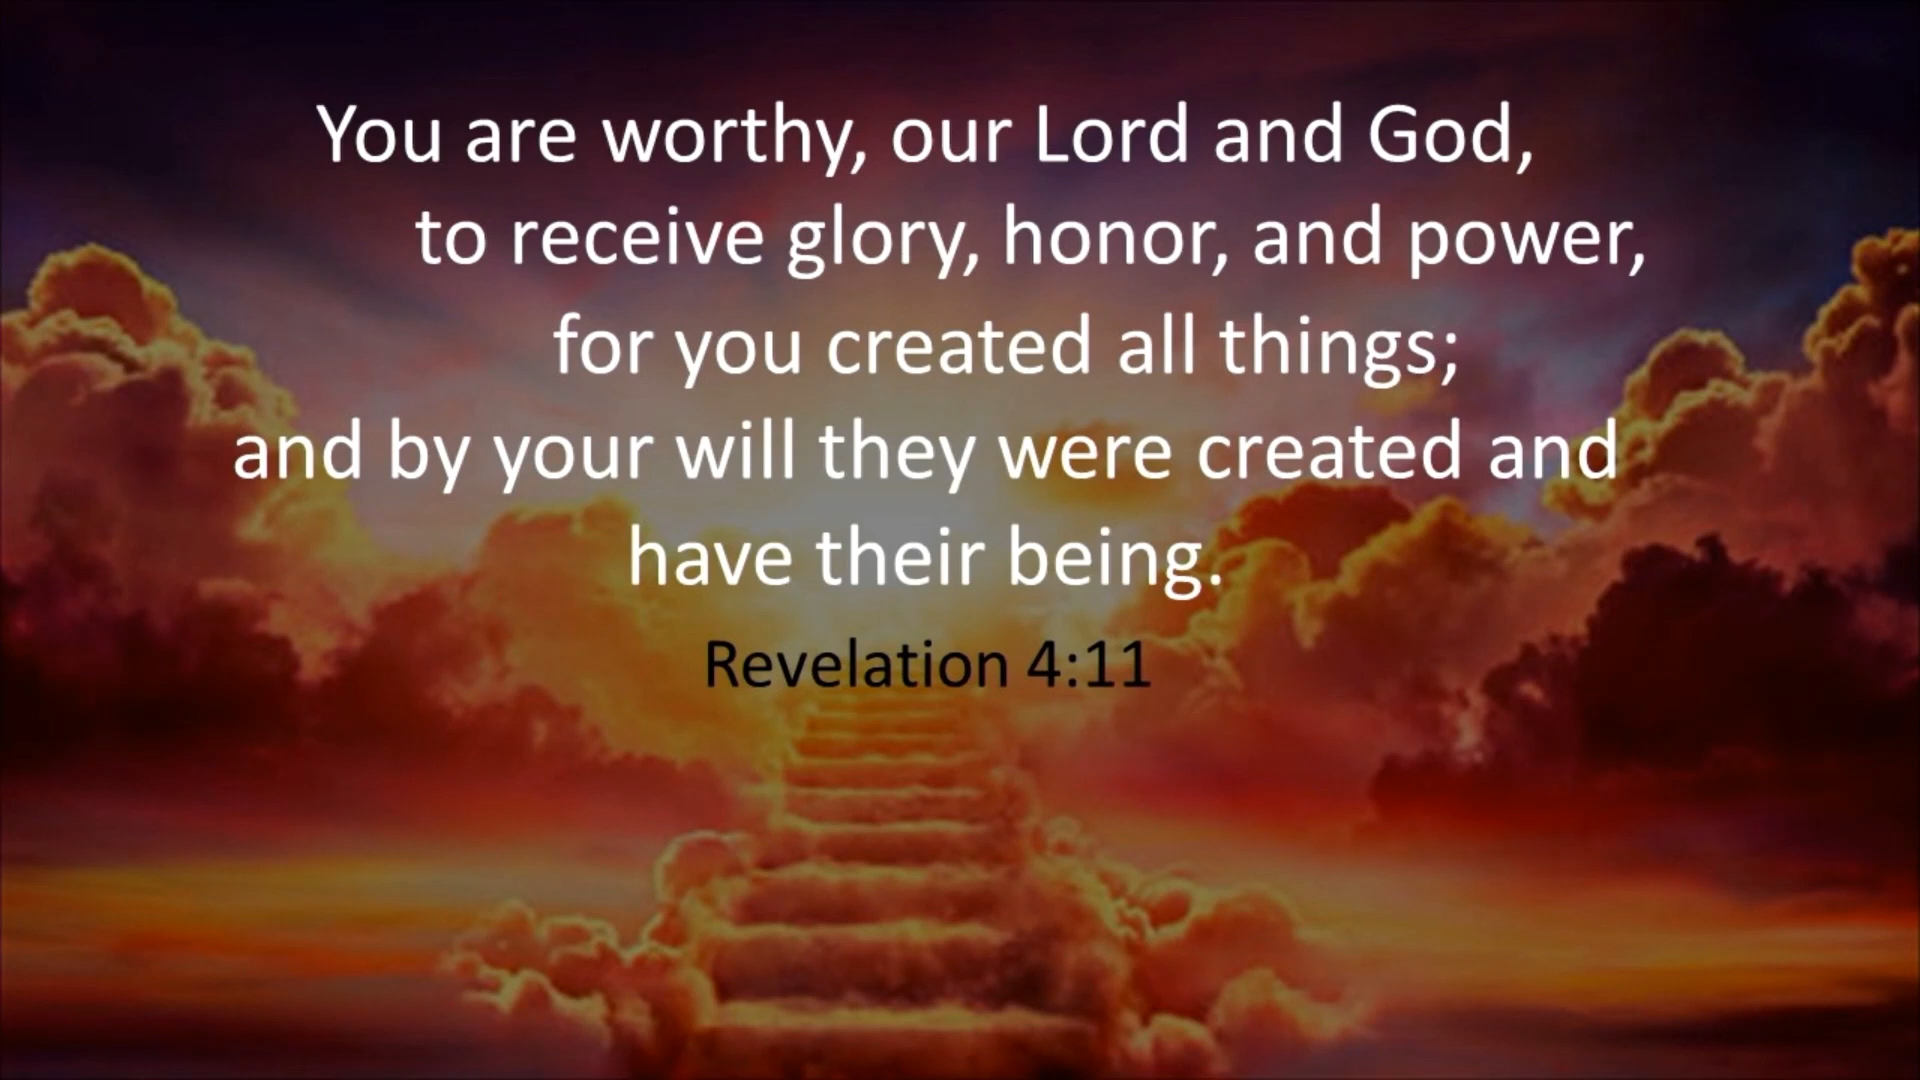 You are worthy, our Lord and God,
to receive glory, honor, and power,
for you created all things;
and by your will they were created and
have their being.
Revelation 4:11